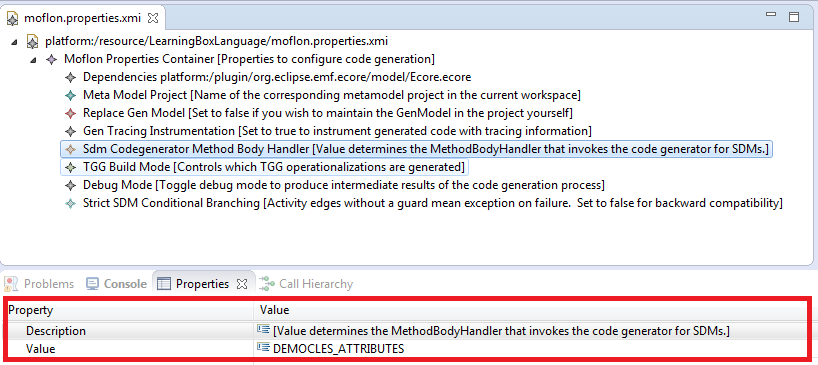 moflon.properties.xmi
platform:/resource/LearningBoxLanguage/moflon.properties.xmi
Moflon Properties Container [Properties to configure code generation]
Dependencies platform:/plugin/org.eclipse.emf.ecore/model/Ecore.ecore
Meta Model Project [Name of the corresponding metamodel project in the current workspace]
Replace Gen Model [Set to false if you wish to maintain the GenModel in the project yourself]
Gen Tracing Instrumentation [Set to true to instrument generated code with tracing information]
Sdm Codegenerator Method Body Handler [Value determines the MethodBodyHandler that invokes the code generator for SDMs.]
TGG Build Mode [Controls which TGG operationalizations are generated]
Debug Mode [Toggle debug mode to produce intermediate results of the code generation process]
Strict SDM Conditional Branching [Activity edges without a guard mean exception on failure.  Set to false for backward compatibility]
Problems Console Properties Call Hierarchy
Property Value
Description [Value determines the MethodBodyHandler that invokes the code generator for SDMs.]
Value DEMOCLES_ATTRIBUTES